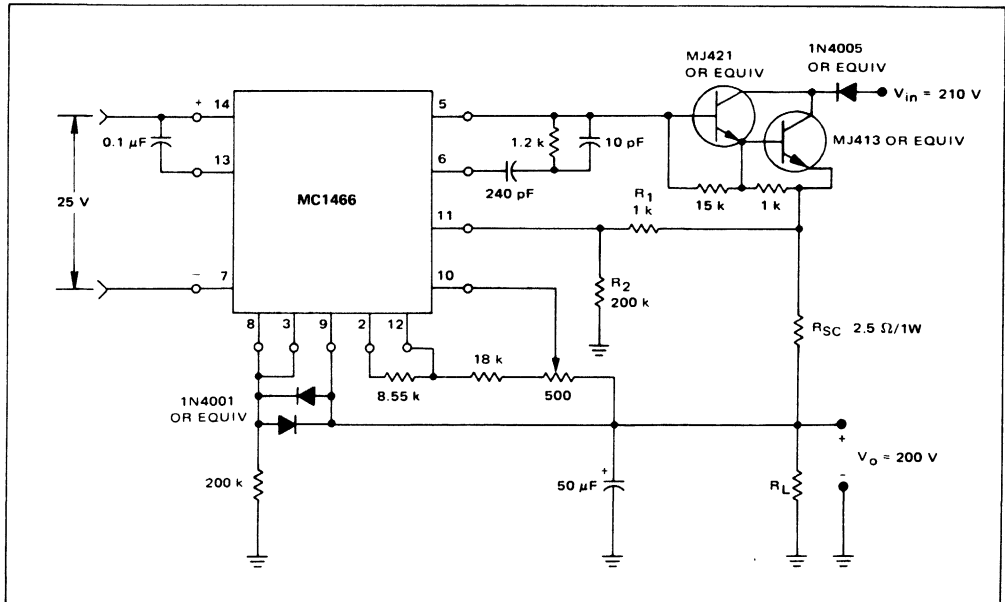 MJ421
OR EQUIV
1N4005
OR EQUIV
Vin = 210 V
MJ413 OR EQUIV
+ 14
5
0.1 µF
13
1.2 k
10 pF
6
240 pF
15 k
1 k
MC1466
25 V
11
R1
1 k
10
R2
200 k
− 7
RSC 2.5 Ω/1W
8
3
9
2
12
18 k
8.55 k
500
1N4001
OR EQUIV
200 k
+
50 µF
RL
+
Vo = 200 V
−